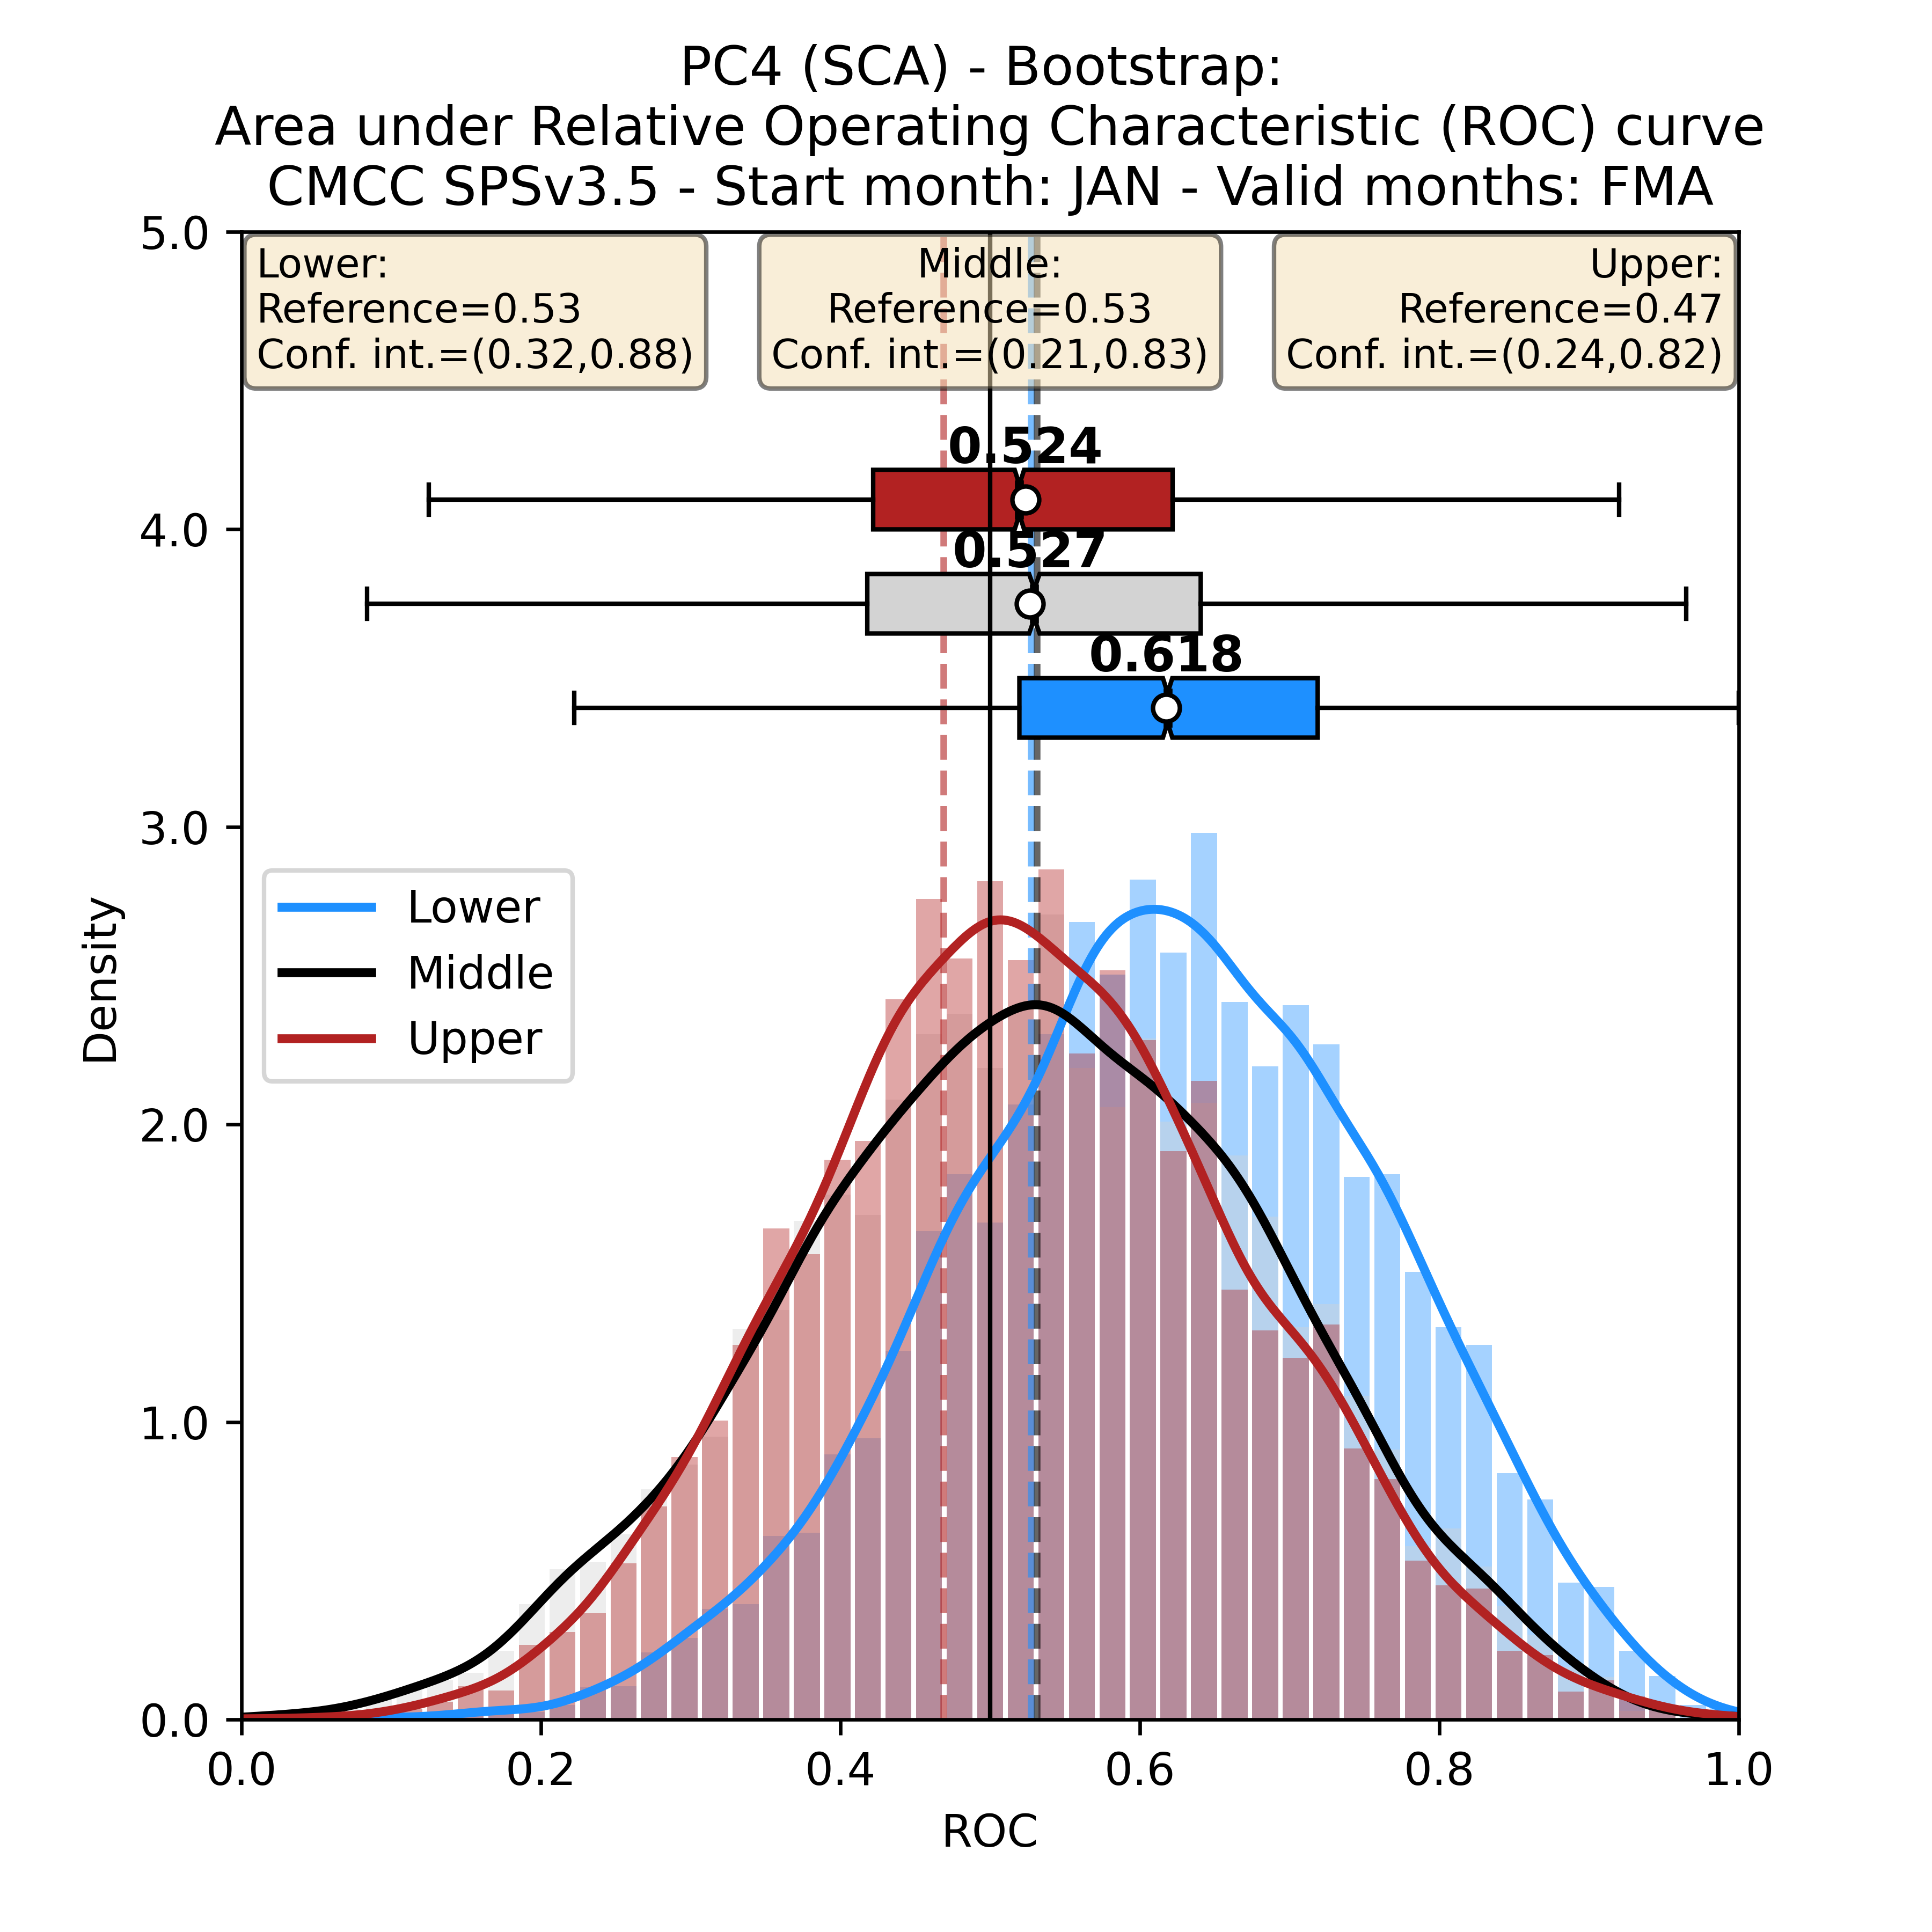 PC4 (SCA) - Bootstrap:
Area under Relative Operating Characteristic (ROC) curve
CMCC SPSv3.5 - Start month: JAN - Valid months: FMA
5.0
Lower:
Reference=0.53
Conf. int.=(0.32,0.88)
Middle:
Reference=0.53
Conf. int.=(0.21,0.83)
Upper:
Reference=0.47
Conf. int.=(0.24,0.82)
0.524
4.0
0.527
0.618
3.0
Lower
Middle
Upper
Density
2.0
1.0
0.0
0.0 0.2 0.4 0.6 0.8 1.0
ROC